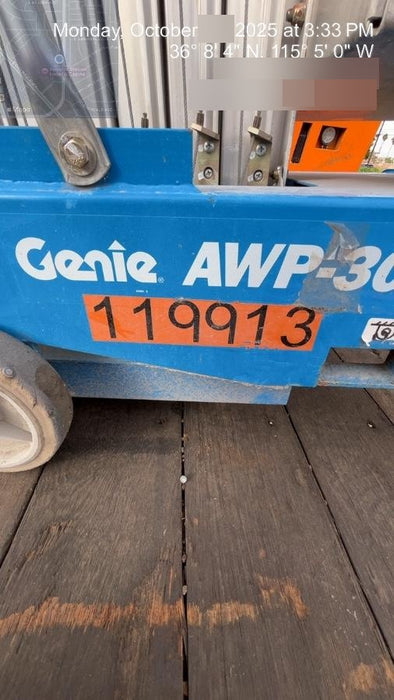 Monday, October 2025 at 3:33 PM
36° 8' 4" N, 115° 5' 0" W
Genie® AWP-30
119913